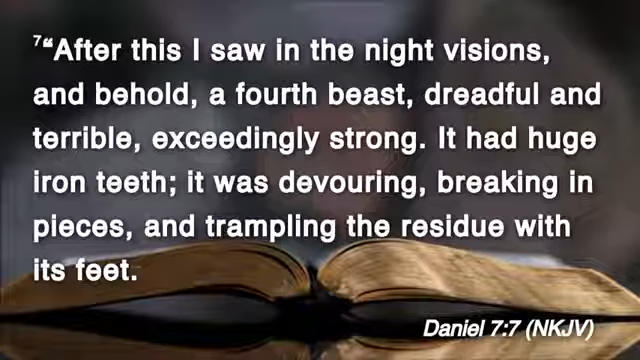 7“After this I saw in the night visions,
and behold, a fourth beast, dreadful and
terrible, exceedingly strong. It had huge
iron teeth; it was devouring, breaking in
pieces, and trampling the residue with
its feet.
Daniel 7:7 (NKJV)